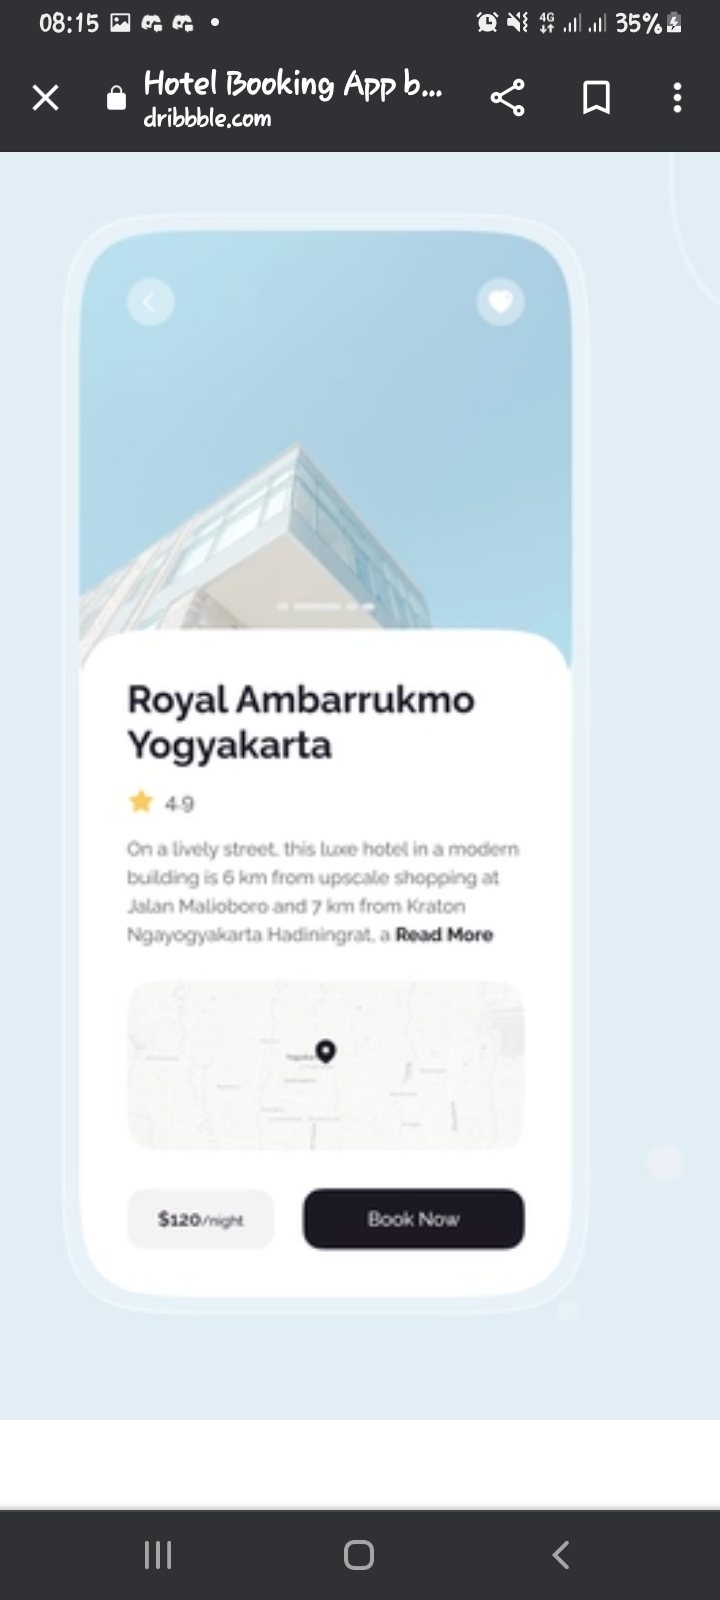 08:15
4G
35%
Hotel Booking App b...
dribbble.com
Royal Ambarrukmo
Yogyakarta
4.9
On a lively street, this luxe hotel in a modern
building is 6 km from upscale shopping at
Jalan Malioboro and 7 km from Kraton
Ngayogyakarta Hadiningrat, a Read More
$120/night
Book Now